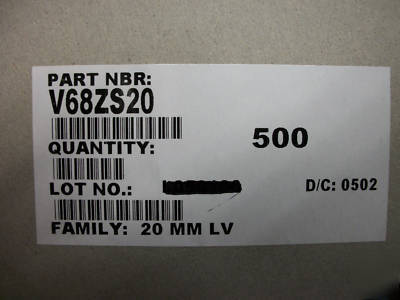 PART NBR:
V68ZS20
QUANTITY: 500
LOT NO.: D/C: 0502
FAMILY: 20 MM LV